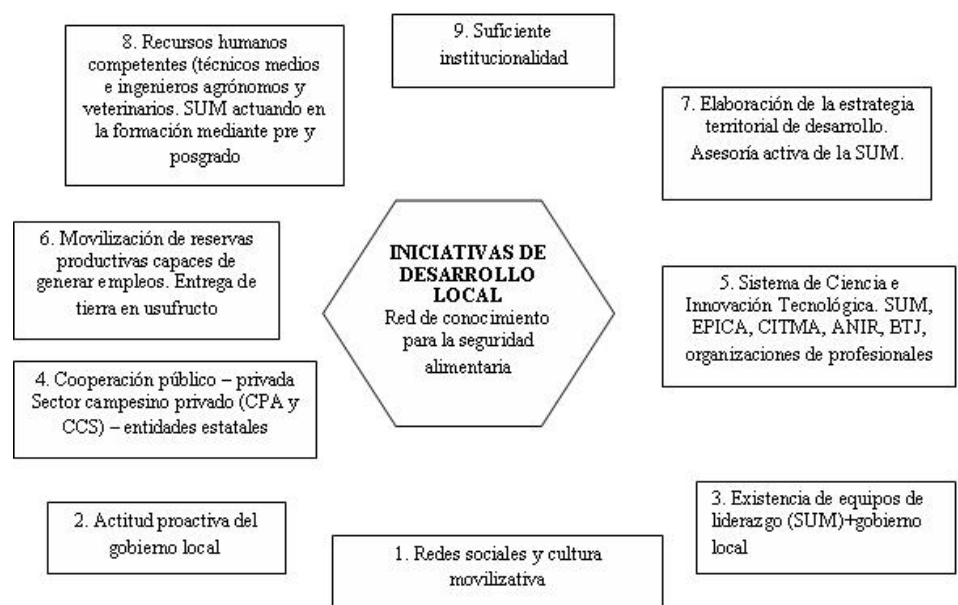 9. Suficiente
institucionalidad
8. Recursos humanos
competentes (técnicos medios
e ingenieros agrónomos y
veterinarios. SUM actuando en
la formación mediante pre y
posgrado
7. Elaboración de la estrategia
territorial de desarrollo.
Asesoría activa de la SUM.
6. Movilización de reservas
productivas capaces de
generar empleos. Entrega de
tierra en usufructo
INICIATIVAS DE
DESARROLLO
LOCAL
Red de conocimiento
para la seguridad
alimentaria
5. Sistema de Ciencia e
Innovación Tecnológica. SUM,
EPICA, CITMA, ANIR, BTJ,
organizaciones de profesionales
4. Cooperación público – privada
Sector campesino privado (CPA y
CCS) – entidades estatales
3. Existencia de equipos de
liderazgo (SUM)+gobierno
local
2. Actitud proactiva del
gobierno local
1. Redes sociales y cultura
movilizativa